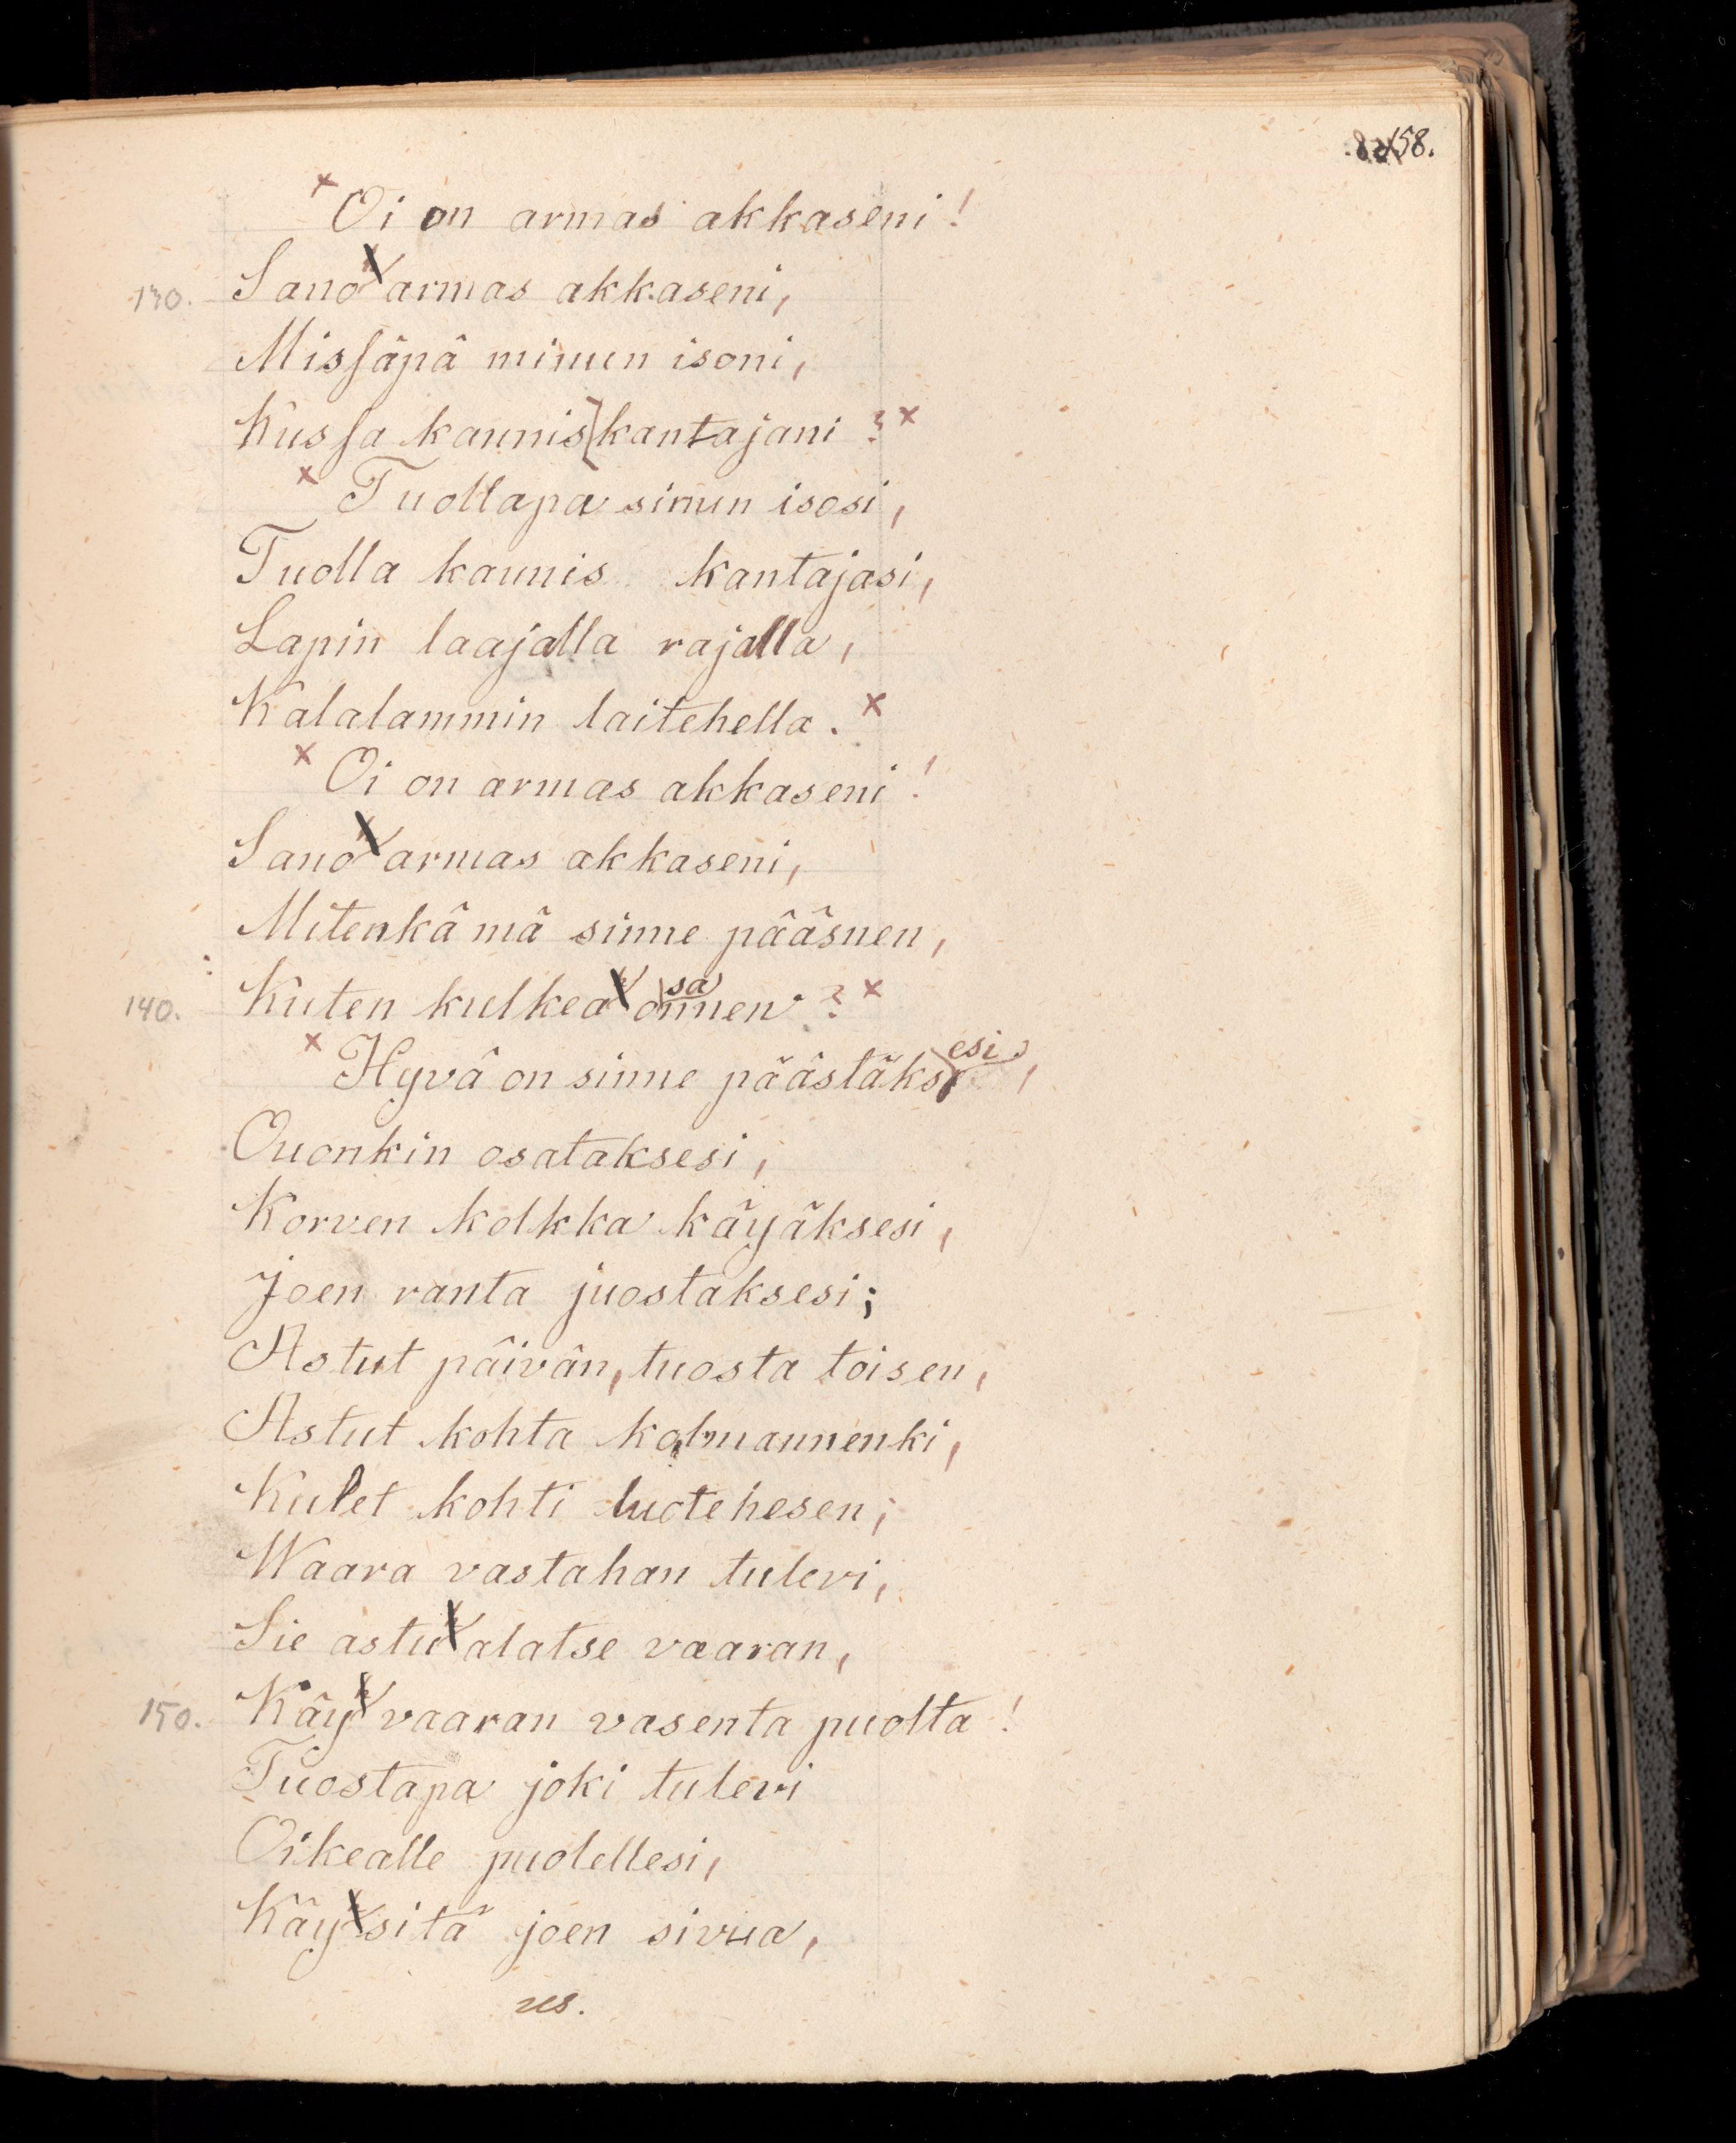 158.
× Oi on armas akkaseni!
130. Sano armas akkaseni,
Missäpä minun isoni,
Kussa kaunis kantajani? ×
× Tuollapa sinun isosi,
Tuolla kaunis kantajasi,
Lapin laajalla rajalla,
Kalalammin laitehella. ×
× Oi on armas akkaseni!
Sano armas akkaseni,
Mitenkä mä sinne pääsnen,
140. Kuten kulkea osannen? ×
× Hyvä on sinne päästäksesi,
Ouonkin osataksesi,
Korven kolkka käyäksesi,
Joen ranta juostaksesi;
Astut päivän, tuosta toisen,
Astut kohta kolmannenki,
Kulet kohti luotehesen;
Waara vastahan tulevi,
Sie astu alatse vaaran,
150. Käy vaaran vasenta puolta!
Tuostapa joki tulevi
Oikealle puolellesi,
Käy sitä joen sivua,